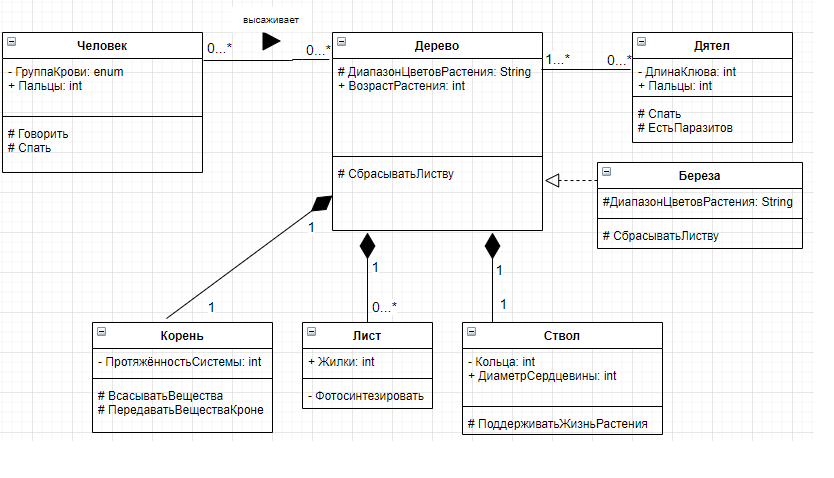 высаживает
Человек
- ГруппаКрови: enum
+ Пальцы: int
# Говорить
# Спать
0...*
0...*
Дерево
# ДиапазонЦветовРастения: String
+ ВозрастРастения: int
# СбрасыватьЛиству
1...*
0...*
Дятел
- ДлинаКлюва: int
+ Пальцы: int
# Спать
# ЕстьПаразитов
Береза
#ДиапазонЦветовРастения: String
# СбрасыватьЛиству
1
1
1
1
0...*
1
Корень
- ПротяжённостьСистемы: int
# ВсасыватьВещества
# ПередаватьВеществаКроне
Лист
+ Жилки: int
- Фотосинтезировать
Ствол
- Кольца: int
+ ДиаметрСердцевины: int
# ПоддерживатьЖизньРастения